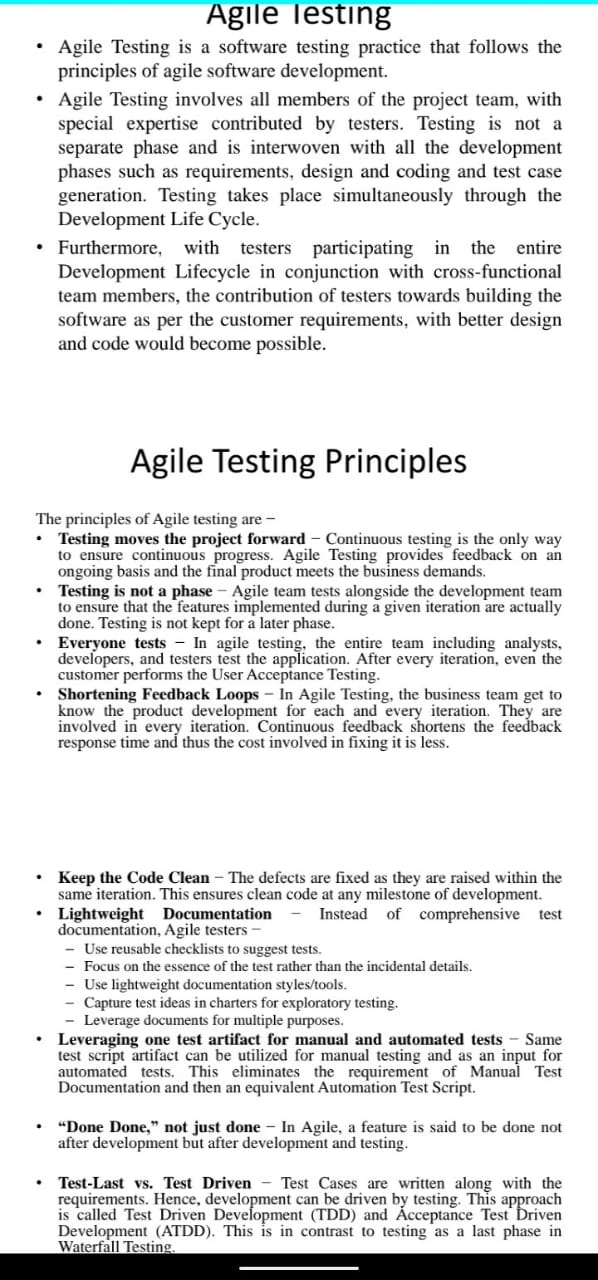 Agile Testing
• Agile Testing is a software testing practice that follows the
principles of agile software development.
• Agile Testing involves all members of the project team, with
special expertise contributed by testers. Testing is not a
separate phase and is interwoven with all the development
phases such as requirements, design and coding and test case
generation. Testing takes place simultaneously through the
Development Life Cycle.
• Furthermore, with testers participating in the entire
Development Lifecycle in conjunction with cross-functional
team members, the contribution of testers towards building the
software as per the customer requirements, with better design
and code would become possible.
Agile Testing Principles
The principles of Agile testing are −
• Testing moves the project forward − Continuous testing is the only way
to ensure continuous progress. Agile Testing provides feedback on an
ongoing basis and the final product meets the business demands.
• Testing is not a phase − Agile team tests alongside the development team
to ensure that the features implemented during a given iteration are actually
done. Testing is not kept for a later phase.
• Everyone tests − In agile testing, the entire team including analysts,
developers, and testers test the application. After every iteration, even the
customer performs the User Acceptance Testing.
• Shortening Feedback Loops − In Agile Testing, the business team get to
know the product development for each and every iteration. They are
involved in every iteration. Continuous feedback shortens the feedback
response time and thus the cost involved in fixing it is less.
• Keep the Code Clean − The defects are fixed as they are raised within the
same iteration. This ensures clean code at any milestone of development.
• Lightweight Documentation − Instead of comprehensive test
documentation, Agile testers −
– Use reusable checklists to suggest tests.
– Focus on the essence of the test rather than the incidental details.
– Use lightweight documentation styles/tools.
– Capture test ideas in charters for exploratory testing.
– Leverage documents for multiple purposes.
• Leveraging one test artifact for manual and automated tests − Same
test script artifact can be utilized for manual testing and as an input for
automated tests. This eliminates the requirement of Manual Test
Documentation and then an equivalent Automation Test Script.
• “Done Done,” not just done − In Agile, a feature is said to be done not
after development but after development and testing.
• Test-Last vs. Test Driven − Test Cases are written along with the
requirements. Hence, development can be driven by testing. This approach
is called Test Driven Development (TDD) and Acceptance Test Driven
Development (ATDD). This is in contrast to testing as a last phase in
Waterfall Testing.